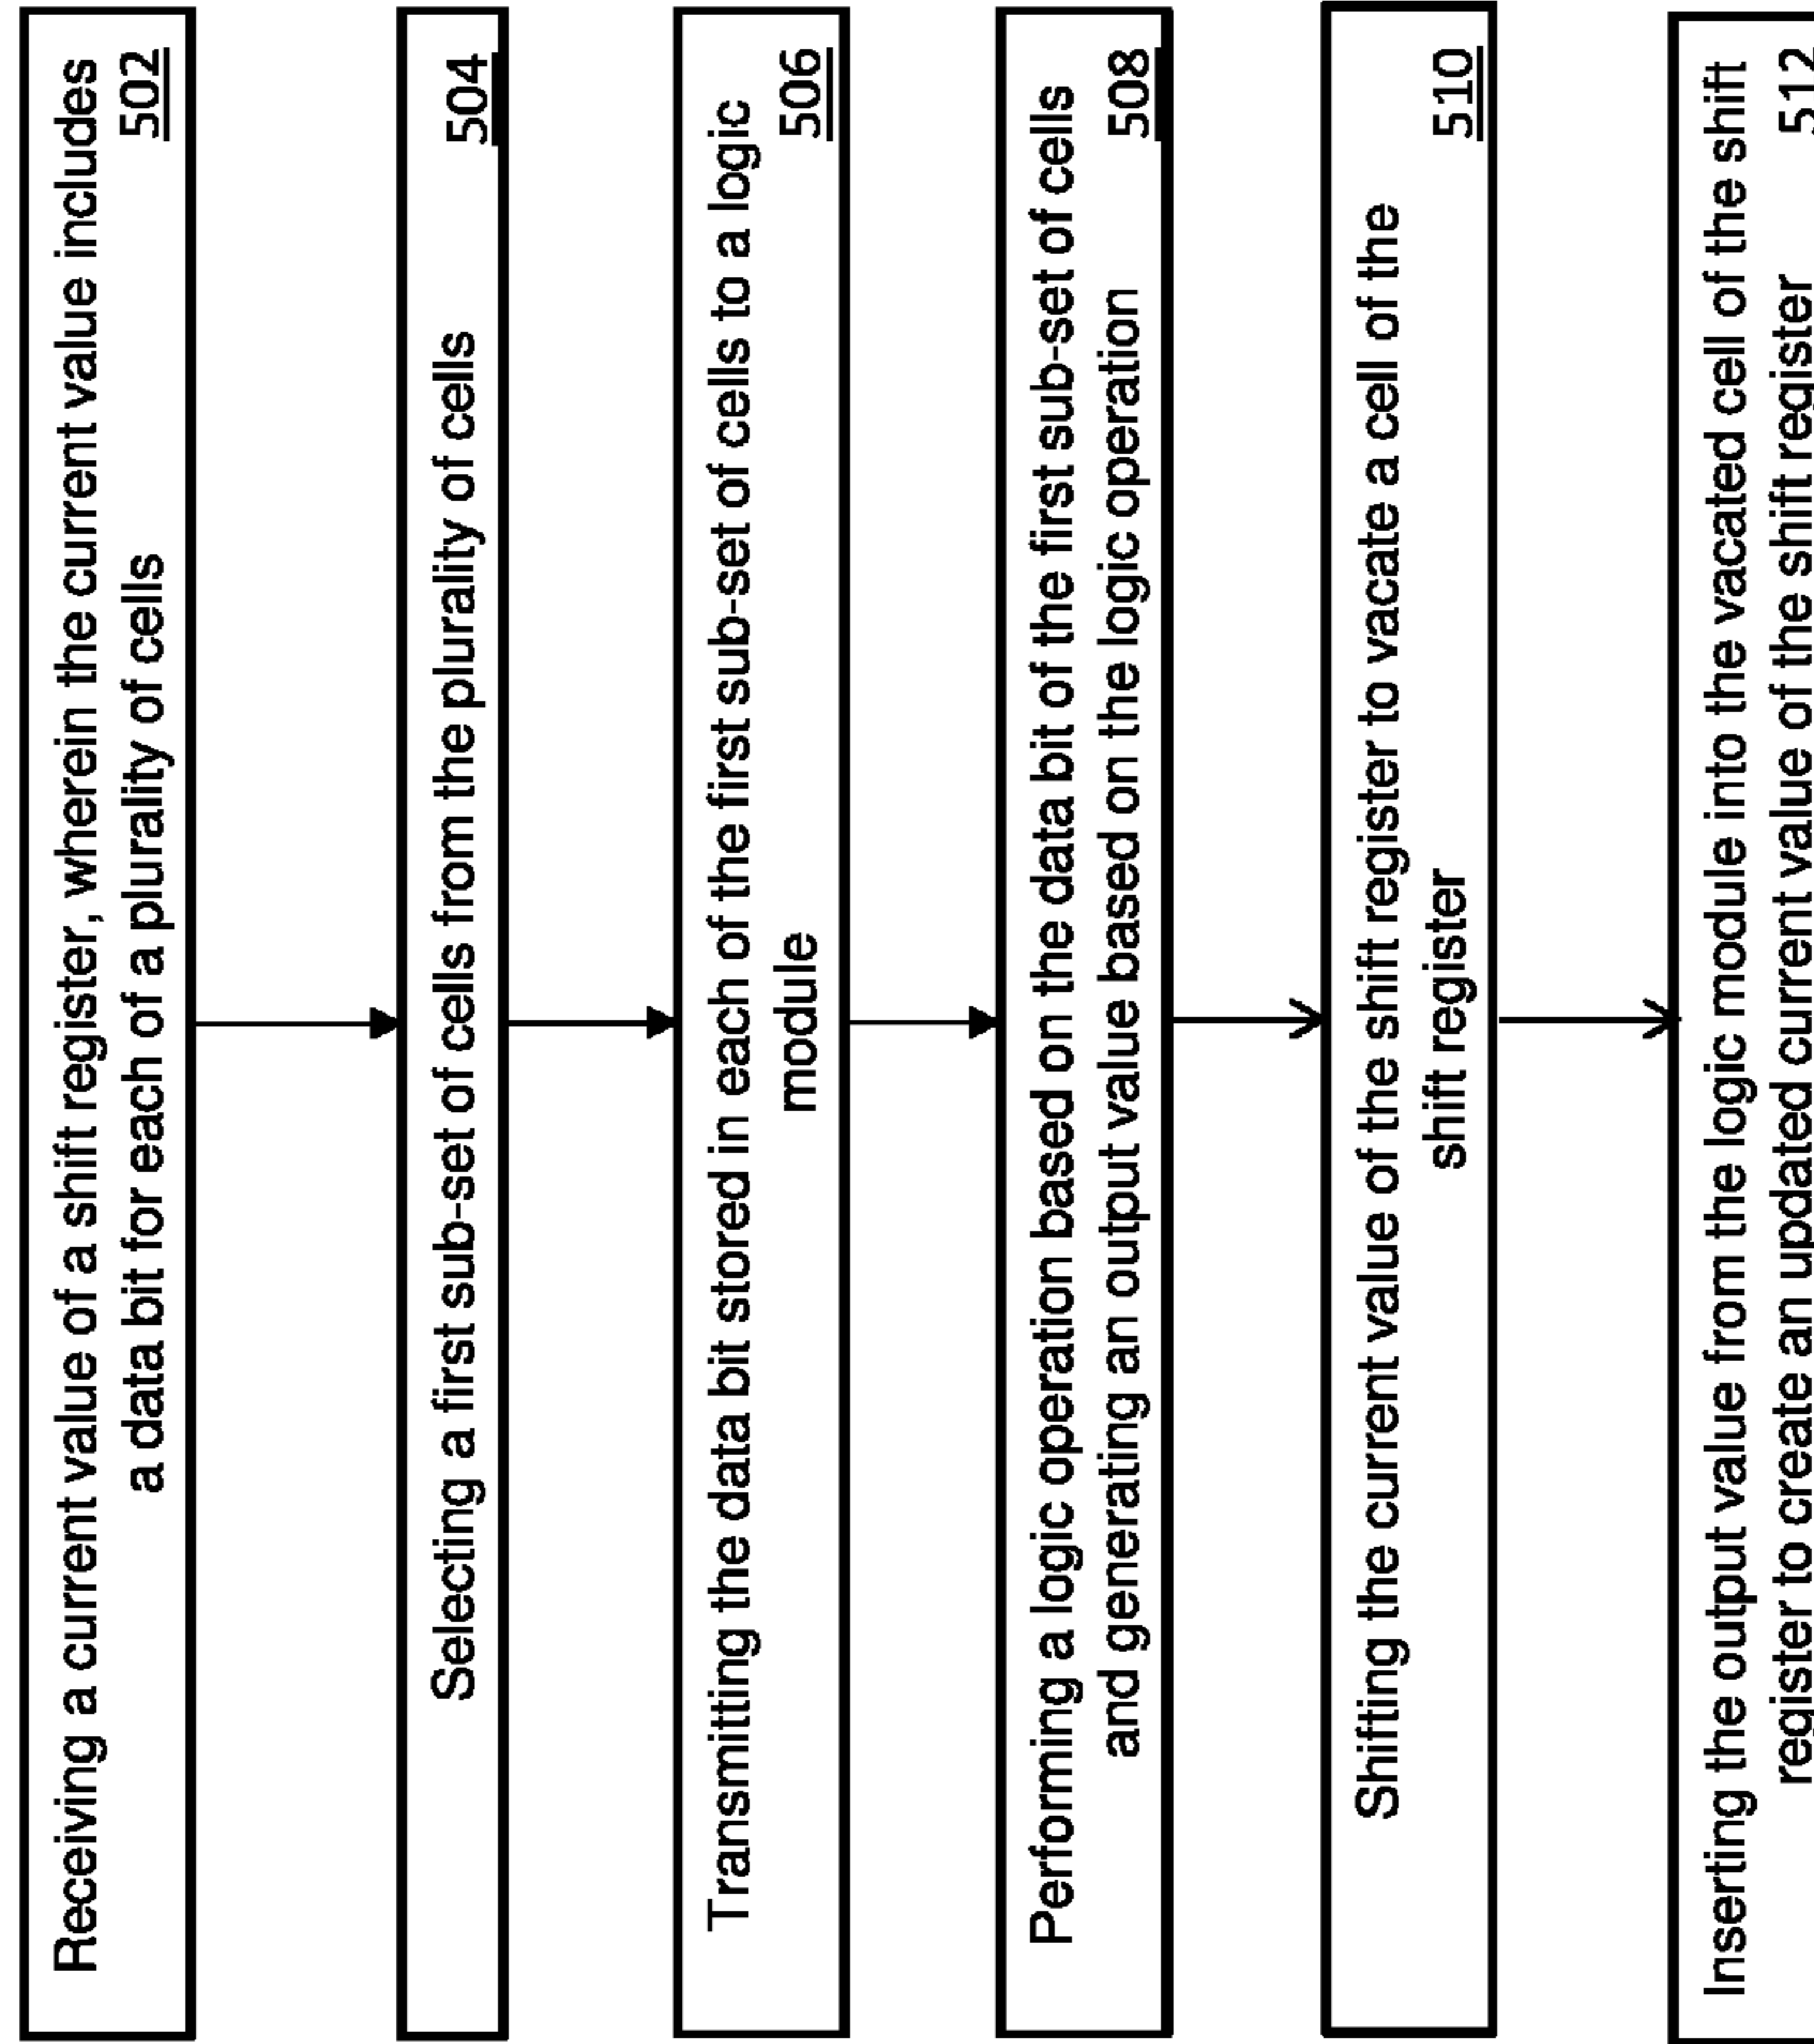 Receiving a current value of a shift register, wherein the current value includes
a data bit for each of a plurality of cells 502
Selecting a first sub-set of cells from the plurality of cells 504
Transmitting the data bit stored in each of the first sub-set of cells to a logic
module 506
Performing a logic operation based on the data bit of the first sub-set of cells
and generating an output value based on the logic operation 508
Shifting the current value of the shift register to vacate a cell of the
shift register 510
Inserting the output value from the logic module into the vacated cell of the shift
register to create an updated current value of the shift register 512